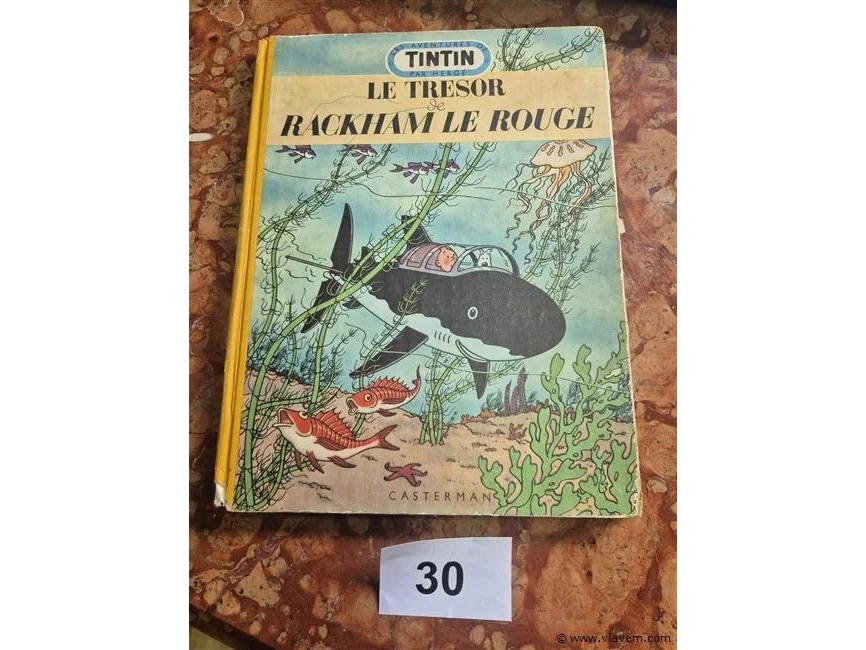 LES AVENTURES DE
TINTIN
PAR HERGÉ
LE TRESOR
de
RACKHAM LE ROUGE
CASTERMAN
30
© www.vlavem.com